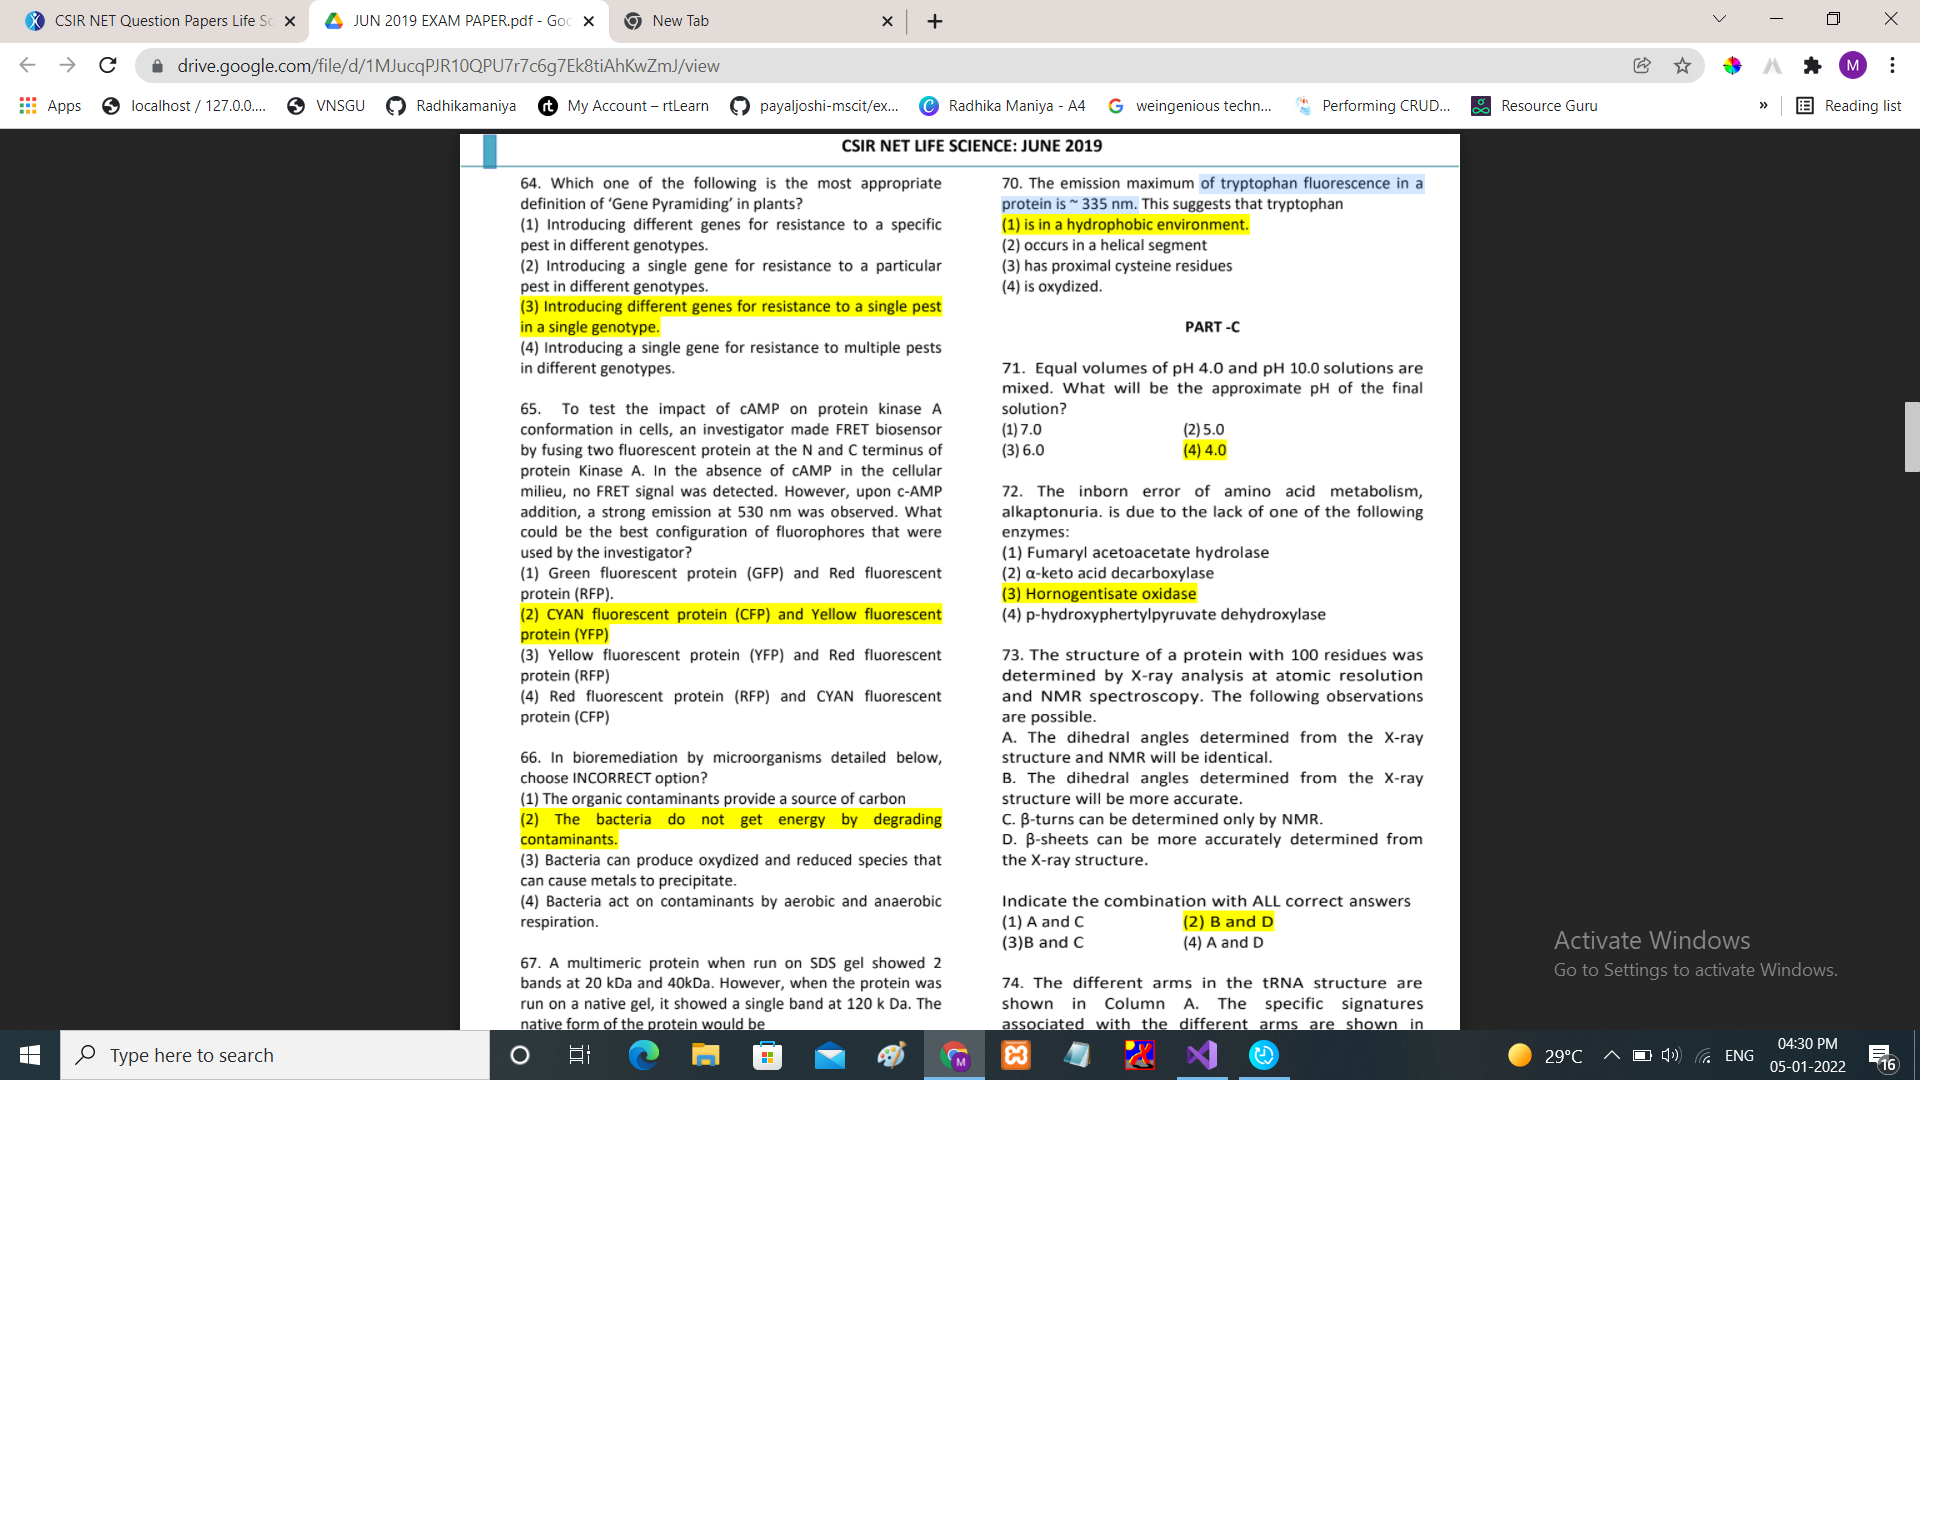 CSIR NET Question Papers Life Sc
JUN 2019 EXAM PAPER.pdf - Goo
New Tab
drive.google.com/file/d/1MJucqPJR10QPU7r7c6g7Ek8tiAhKwZmJ/view
M
Apps
localhost / 127.0.0....
VNSGU
Radhikamaniya
rt
My Account – rtLearn
payaljoshi-mscit/ex...
Radhika Maniya - A4
weingenious techn...
Performing CRUD...
Resource Guru
»
Reading list
CSIR NET LIFE SCIENCE: JUNE 2019
64. Which one of the following is the most appropriate
definition of ‘Gene Pyramiding’ in plants?
(1) Introducing different genes for resistance to a specific
pest in different genotypes.
(2) Introducing a single gene for resistance to a particular
pest in different genotypes.
(3) Introducing different genes for resistance to a single pest
in a single genotype.
(4) Introducing a single gene for resistance to multiple pests
in different genotypes.
65. To test the impact of cAMP on protein kinase A
conformation in cells, an investigator made FRET biosensor
by fusing two fluorescent protein at the N and C terminus of
protein Kinase A. In the absence of cAMP in the cellular
milieu, no FRET signal was detected. However, upon c-AMP
addition, a strong emission at 530 nm was observed. What
could be the best configuration of fluorophores that were
used by the investigator?
(1) Green fluorescent protein (GFP) and Red fluorescent
protein (RFP).
(2) CYAN fluorescent protein (CFP) and Yellow fluorescent
protein (YFP)
(3) Yellow fluorescent protein (YFP) and Red fluorescent
protein (RFP)
(4) Red fluorescent protein (RFP) and CYAN fluorescent
protein (CFP)
66. In bioremediation by microorganisms detailed below,
choose INCORRECT option?
(1) The organic contaminants provide a source of carbon
(2) The bacteria do not get energy by degrading
contaminants.
(3) Bacteria can produce oxydized and reduced species that
can cause metals to precipitate.
(4) Bacteria act on contaminants by aerobic and anaerobic
respiration.
67. A multimeric protein when run on SDS gel showed 2
bands at 20 kDa and 40kDa. However, when the protein was
run on a native gel, it showed a single band at 120 k Da. The
native form of the protein would be
70. The emission maximum of tryptophan fluorescence in a
protein is ~ 335 nm. This suggests that tryptophan
(1) is in a hydrophobic environment.
(2) occurs in a helical segment
(3) has proximal cysteine residues
(4) is oxydized.
PART -C
71. Equal volumes of pH 4.0 and pH 10.0 solutions are
mixed. What will be the approximate pH of the final
solution?
(1) 7.0 (2) 5.0
(3) 6.0 (4) 4.0
72. The inborn error of amino acid metabolism,
alkaptonuria. is due to the lack of one of the following
enzymes:
(1) Fumaryl acetoacetate hydrolase
(2) α-keto acid decarboxylase
(3) Hornogentisate oxidase
(4) p-hydroxyphertylpyruvate dehydroxylase
73. The structure of a protein with 100 residues was
determined by X-ray analysis at atomic resolution
and NMR spectroscopy. The following observations
are possible.
A. The dihedral angles determined from the X-ray
structure and NMR will be identical.
B. The dihedral angles determined from the X-ray
structure will be more accurate.
C. β-turns can be determined only by NMR.
D. β-sheets can be more accurately determined from
the X-ray structure.
Indicate the combination with ALL correct answers
(1) A and C (2) B and D
(3)B and C (4) A and D
74. The different arms in the tRNA structure are
shown in Column A. The specific signatures
associated with the different arms are shown in
Activate Windows
Go to Settings to activate Windows.
Type here to search
M
29°C
ENG
04:30 PM
05-01-2022
16